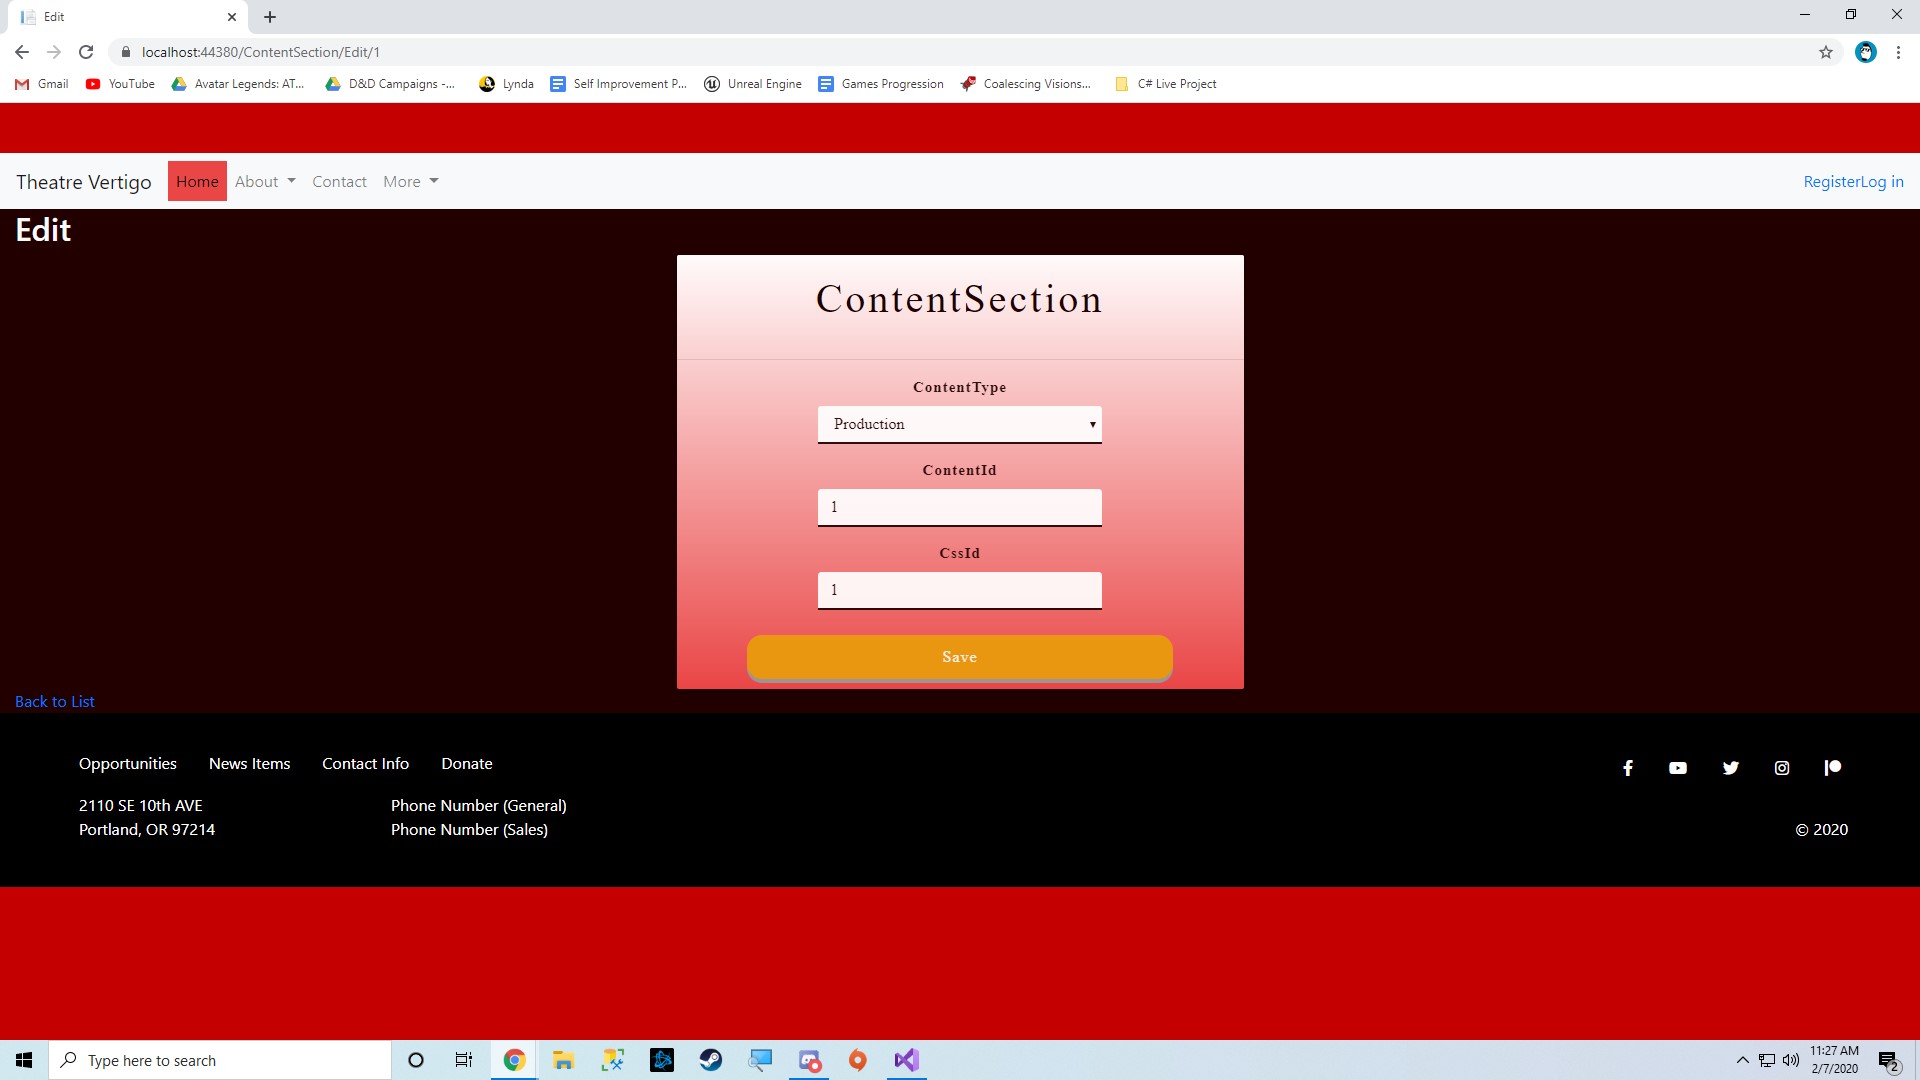 Edit
localhost:44380/ContentSection/Edit/1
Gmail YouTube Avatar Legends: AT... D&D Campaigns -... Lynda Self Improvement P... Unreal Engine Games Progression Coalescing Visions... C# Live Project
Theatre Vertigo Home About Contact More RegisterLog in
Edit
ContentSection
ContentType
Production
ContentId
1
CssId
1
Save
Back to List
Opportunities News Items Contact Info Donate
2110 SE 10th AVE Phone Number (General)
Portland, OR 97214 Phone Number (Sales) © 2020
Type here to search
11:27 AM
2/7/2020
2